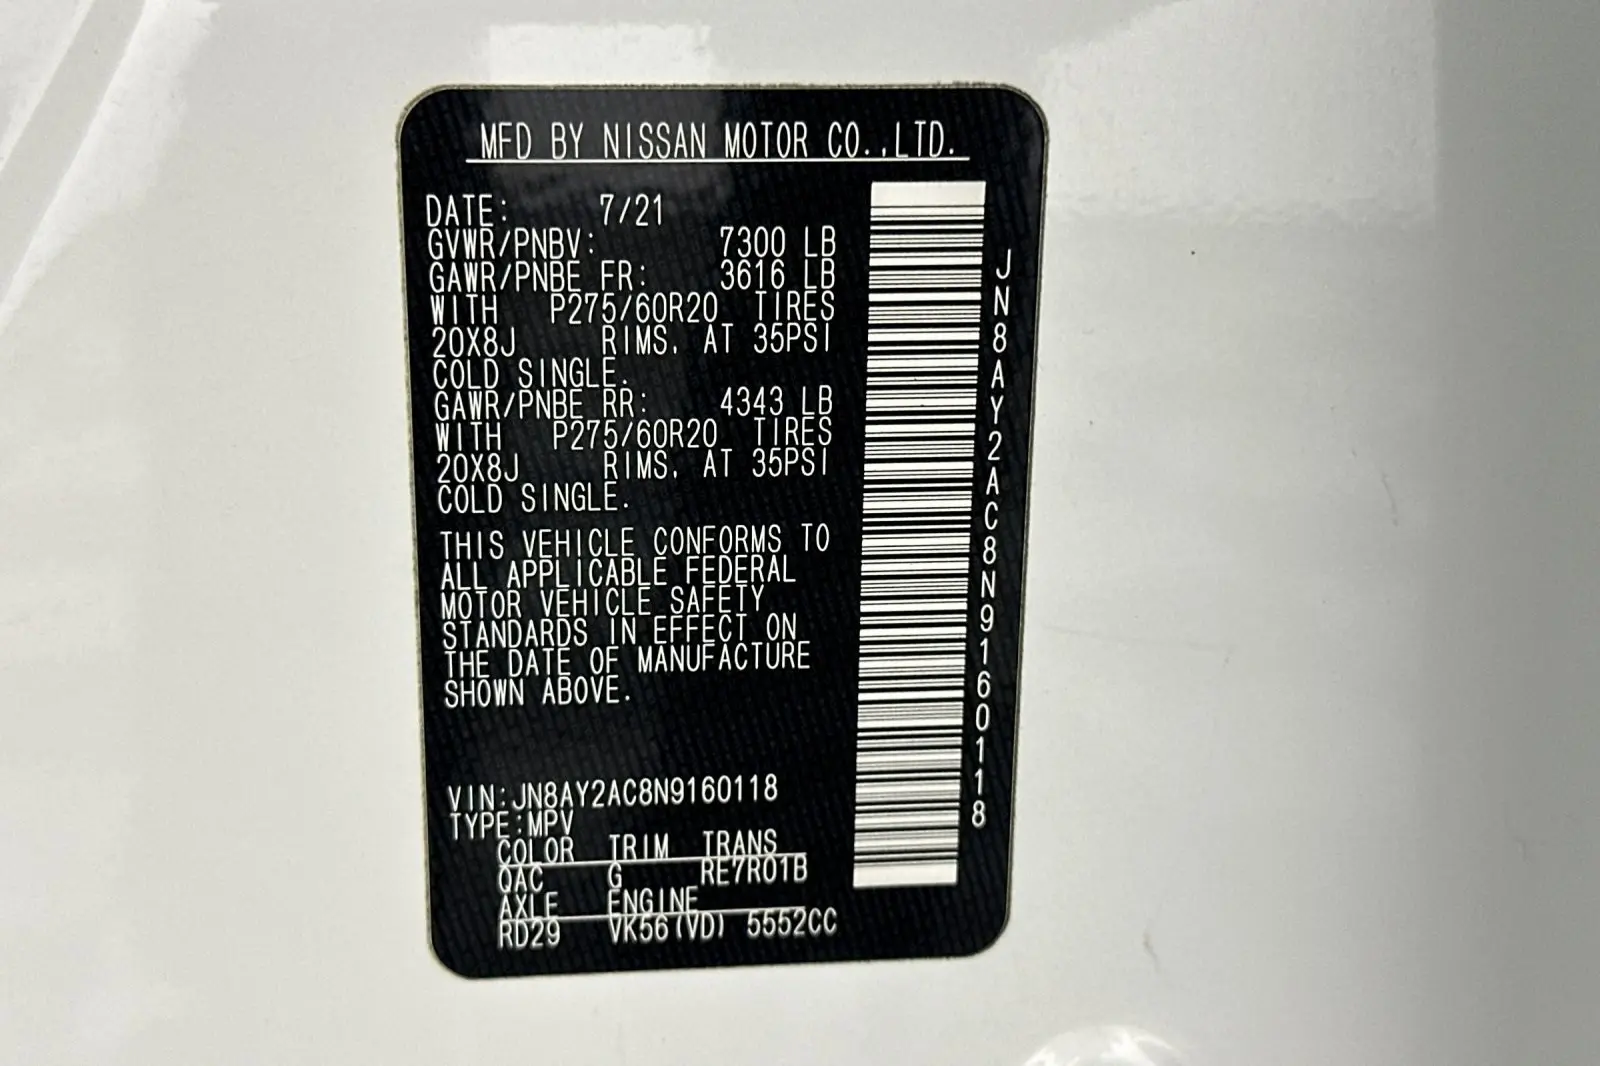 MFD BY NISSAN MOTOR CO.,LTD.
DATE: 7/21
GVWR/PNBV: 7300 LB
GAWR/PNBE FR: 3616 LB
WITH P275/60R20 TIRES
20X8J RIMS, AT 35PSI
COLD SINGLE.
GAWR/PNBE RR: 4343 LB
WITH P275/60R20 TIRES
20X8J RIMS, AT 35PSI
COLD SINGLE.
THIS VEHICLE CONFORMS TO
ALL APPLICABLE FEDERAL
MOTOR VEHICLE SAFETY
STANDARDS IN EFFECT ON
THE DATE OF MANUFACTURE
SHOWN ABOVE.
VIN:JN8AY2AC8N9160118
TYPE:MPV
COLOR TRIM TRANS
QAC G RE7R01B
AXLE ENGINE
RD29 VK56(VD) 5552CC
JN8AY2AC8N9160118